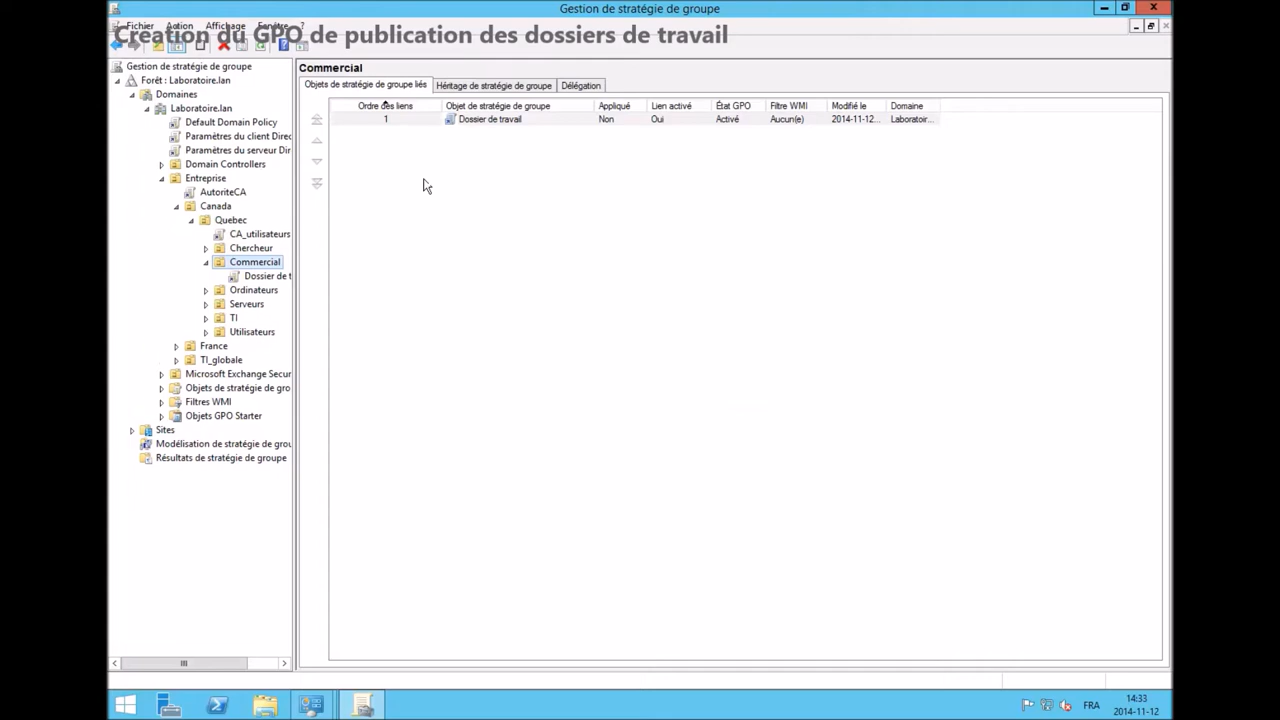 Gestion de stratégie de groupe
Fichier Action Affichage Fenêtre ?
Création du GPO de publication des dossiers de travail
Gestion de stratégie de groupe
Forêt : Laboratoire.lan
Domaines
Laboratoire.lan
Default Domain Policy
Paramètres du client Direc
Paramètres du serveur Dir
Domain Controllers
Entreprise
AutoriteCA
Canada
Quebec
CA_utilisateurs
Chercheur
Commercial
Dossier de t
Ordinateurs
Serveurs
TI
Utilisateurs
France
TI_globale
Microsoft Exchange Secur
Objets de stratégie de gro
Filtres WMI
Objets GPO Starter
Sites
Modélisation de stratégie de grou
Résultats de stratégie de groupe
Commercial
Objets de stratégie de groupe liés Héritage de stratégie de groupe Délégation
Ordre des liens Objet de stratégie de groupe Appliqué Lien activé État GPO Filtre WMI Modifié le Domaine
1 Dossier de travail Non Oui Activé Aucun(e) 2014-11-12... Laboratoir...
FRA
14:33
2014-11-12